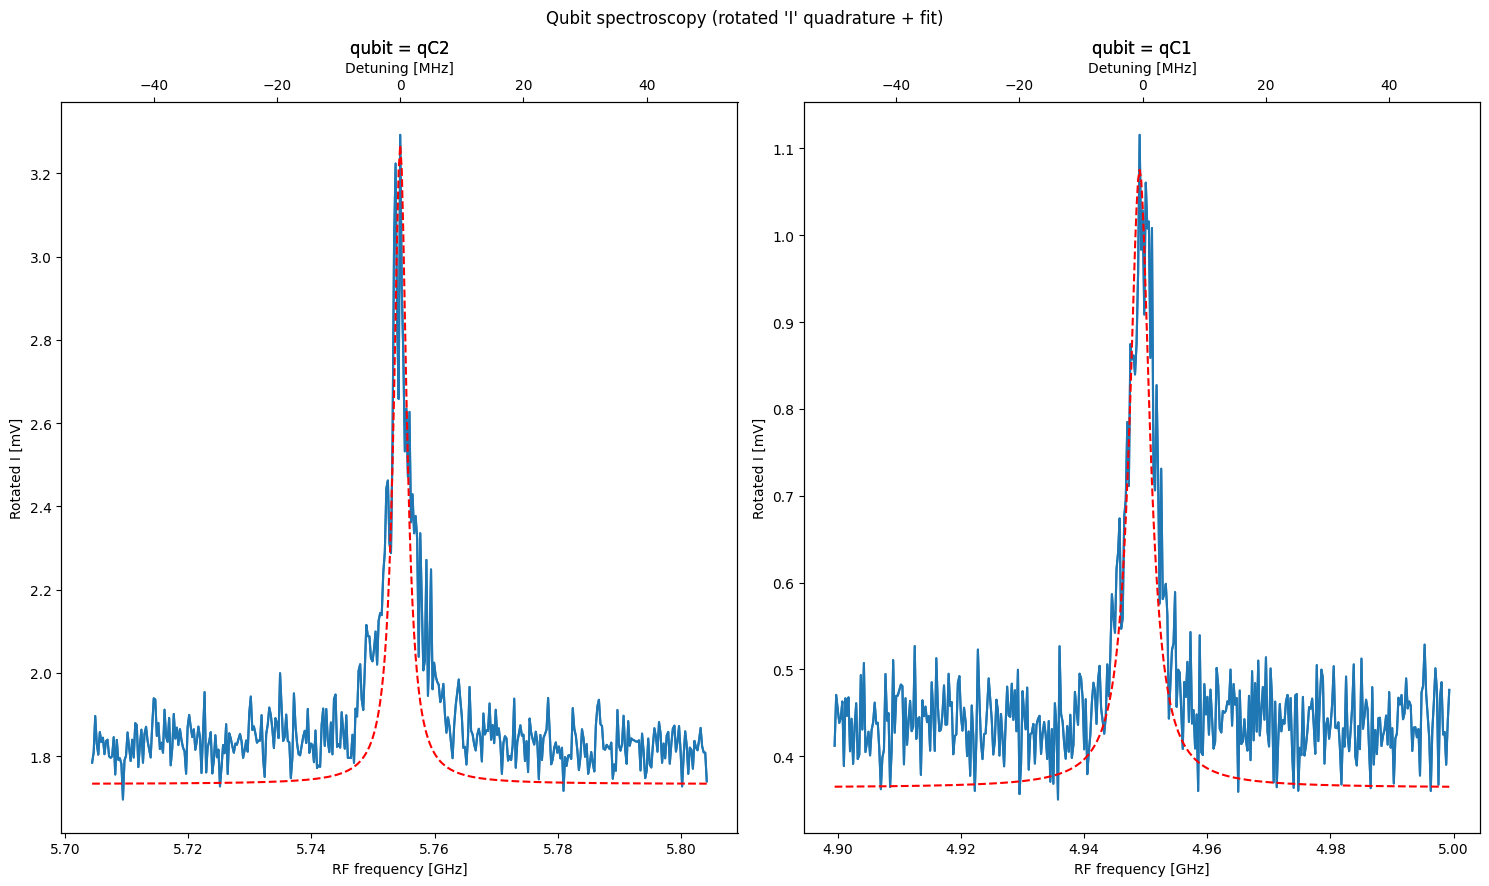 Qubit spectroscopy (rotated 'I' quadrature + fit)
qubit = qC2
Detuning [MHz]
−40 −20 0 20 40
3.2
3.0
2.8
2.6
2.4
2.2
2.0
1.8
Rotated I [mV]
5.70 5.72 5.74 5.76 5.78 5.80
RF frequency [GHz]
qubit = qC1
Detuning [MHz]
−40 −20 0 20 40
1.1
1.0
0.9
0.8
0.7
0.6
0.5
0.4
Rotated I [mV]
4.90 4.92 4.94 4.96 4.98 5.00
RF frequency [GHz]